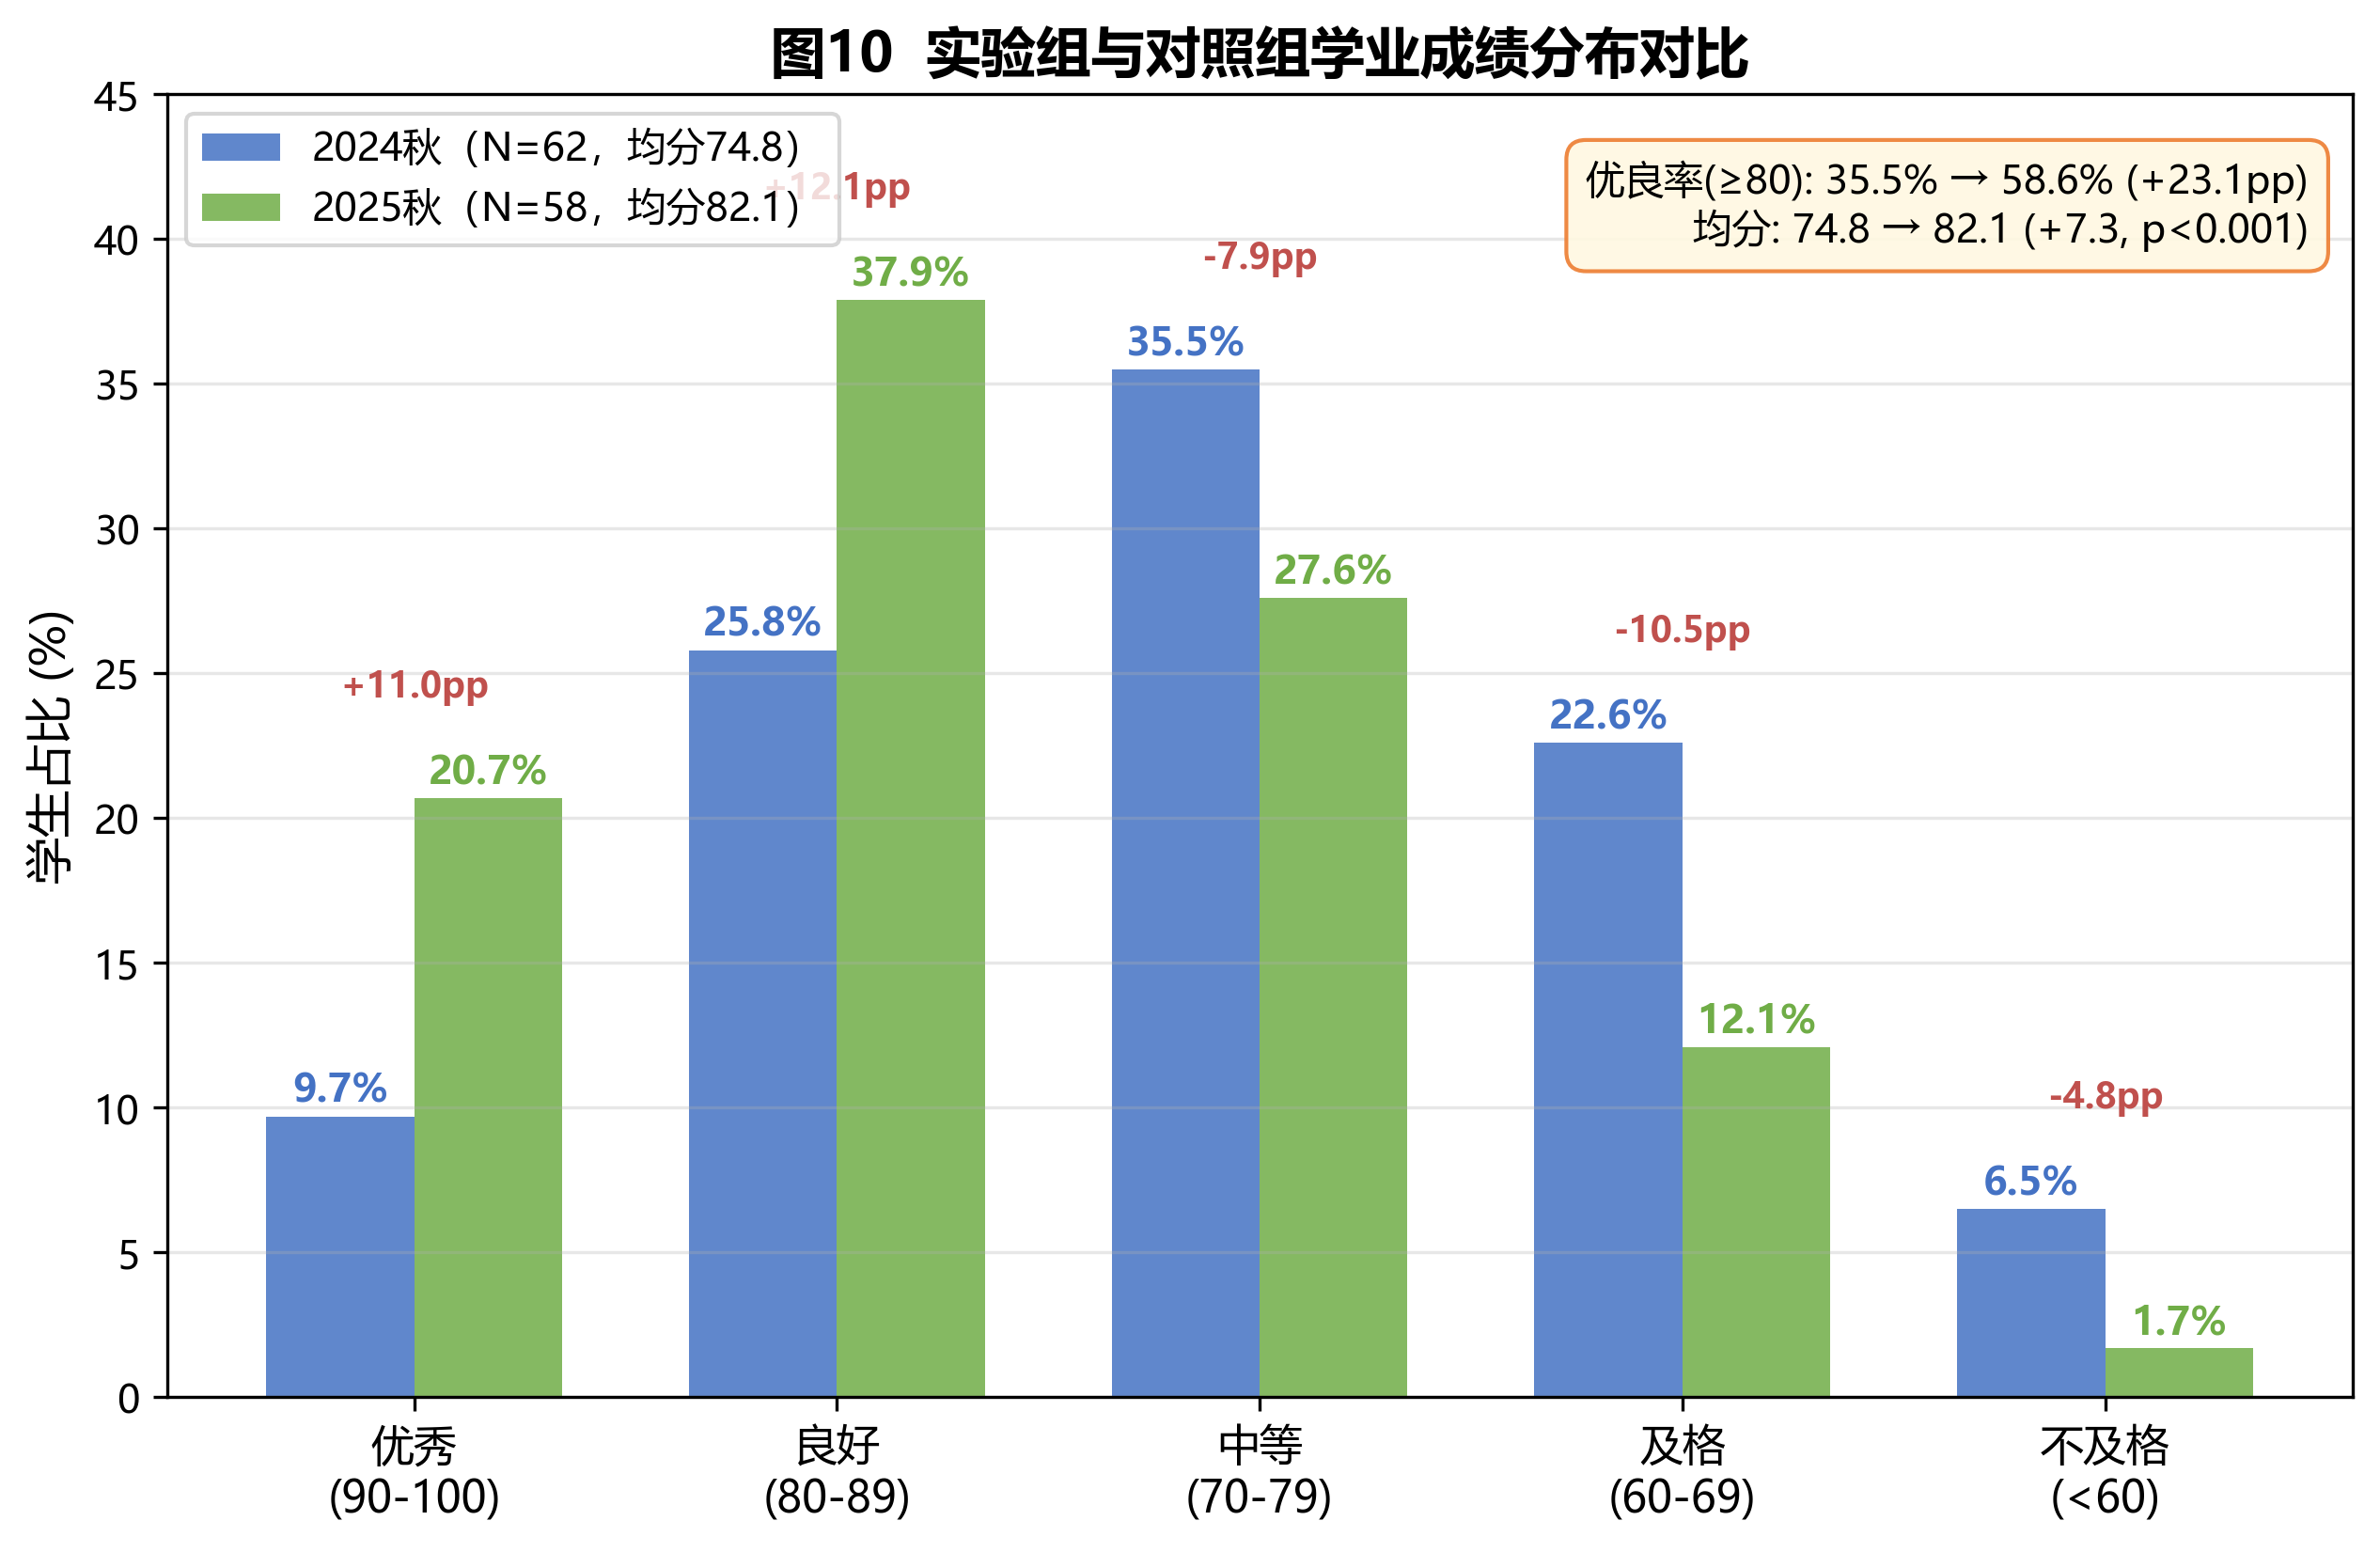 图10  实验组与对照组学业成绩分布对比
2024秋（N=62，均分74.8）
2025秋（N=58，均分82.1）
优良率(≥80): 35.5% → 58.6% (+23.1pp)
均分: 74.8 → 82.1 (+7.3, p<0.001)
学生占比 (%)
45
40
35
30
25
20
15
10
5
0
+11.0pp
9.7%
20.7%
+12.1pp
25.8%
37.9%
-7.9pp
35.5%
27.6%
-10.5pp
22.6%
12.1%
-4.8pp
6.5%
1.7%
优秀
(90-100)
良好
(80-89)
中等
(70-79)
及格
(60-69)
不及格
(<60)